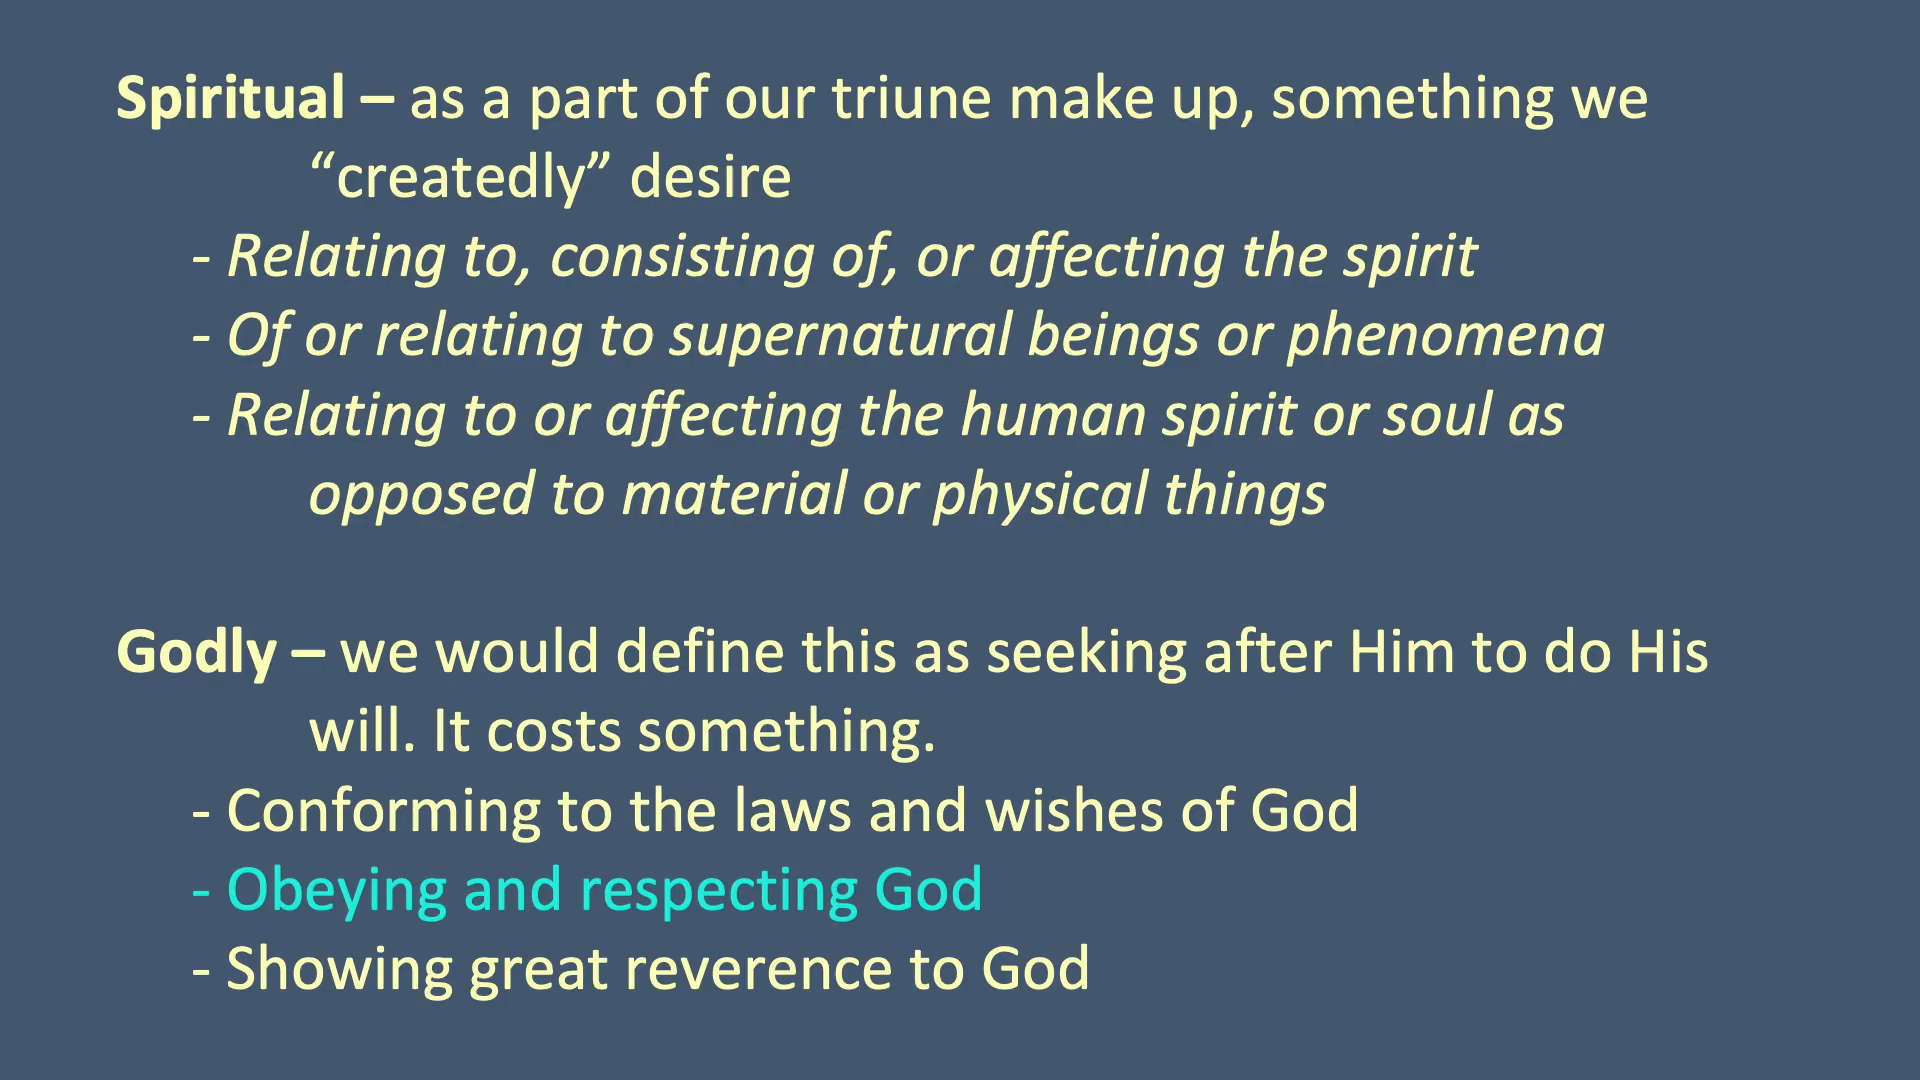 Spiritual – as a part of our triune make up, something we
“createdly” desire
- Relating to, consisting of, or affecting the spirit
- Of or relating to supernatural beings or phenomena
- Relating to or affecting the human spirit or soul as
opposed to material or physical things
Godly – we would define this as seeking after Him to do His
will. It costs something.
- Conforming to the laws and wishes of God
- Obeying and respecting God
- Showing great reverence to God